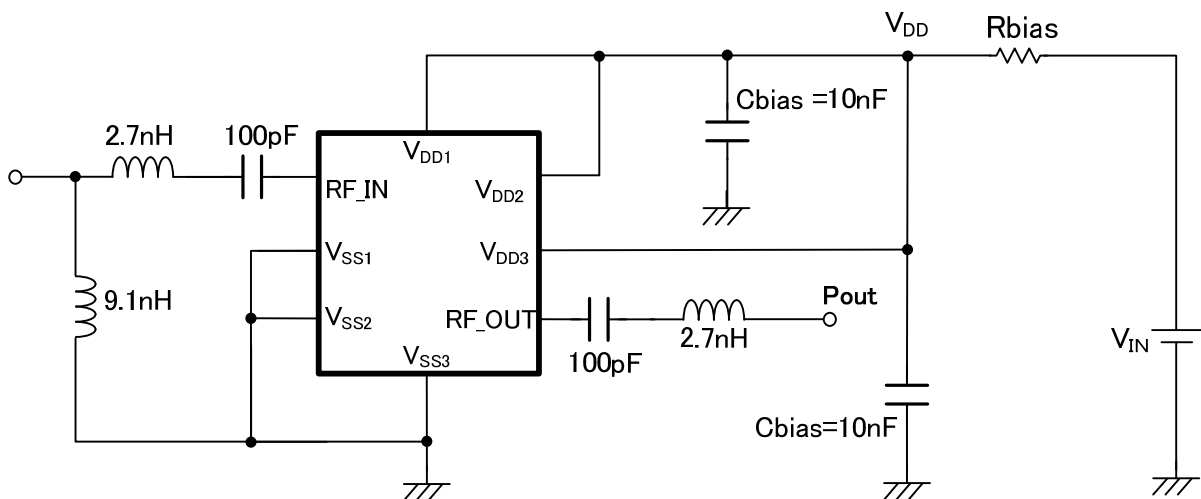 V_DD
Rbias
Cbias =10nF
2.7nH
100pF
V_DD1
RF_IN
V_DD2
V_SS1
V_DD3
9.1nH
V_SS2
RF_OUT
Pout
V_SS3
100pF
2.7nH
V_IN
Cbias=10nF